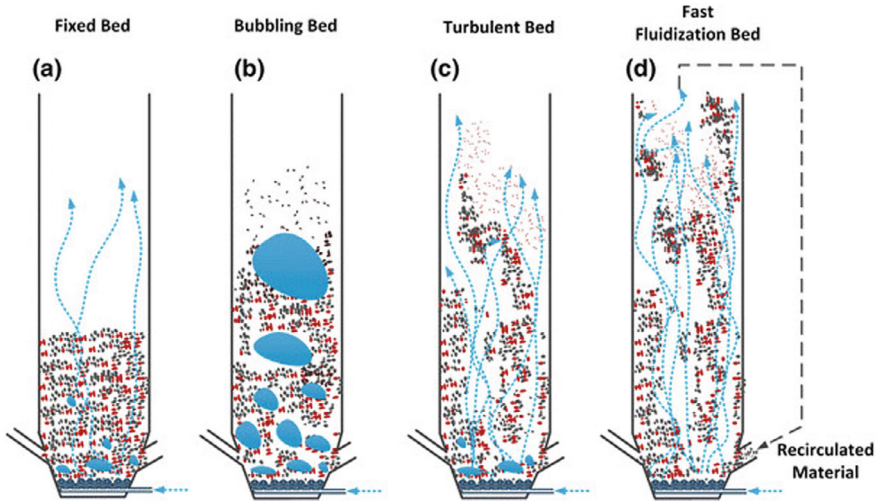 Fixed Bed
Bubbling Bed
Turbulent Bed
Fast
Fluidization Bed
(a)
(b)
(c)
(d)
Recirculated
Material